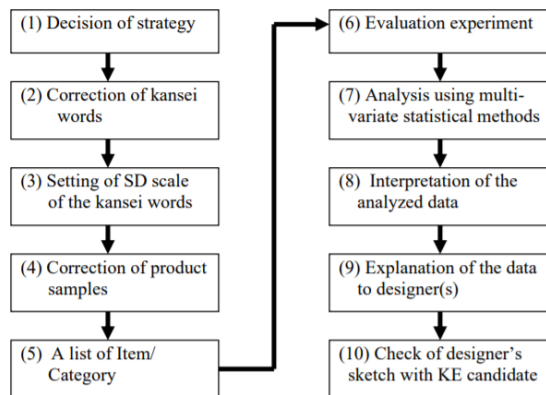 (1) Decision of strategy
(2) Correction of kansei
words
(3) Setting of SD scale
of the kansei words
(4) Correction of product
samples
(5) A list of Item/
Category
(6) Evaluation experiment
(7) Analysis using multi-
variate statistical methods
(8) Interpretation of the
analyzed data
(9) Explanation of the data
to designer(s)
(10) Check of designer's
sketch with KE candidate